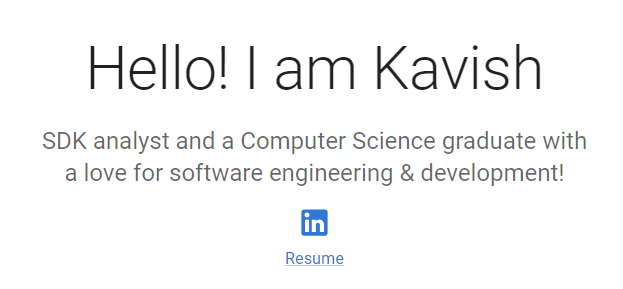 Hello! I am Kavish
SDK analyst and a Computer Science graduate with
a love for software engineering & development!
in
Resume